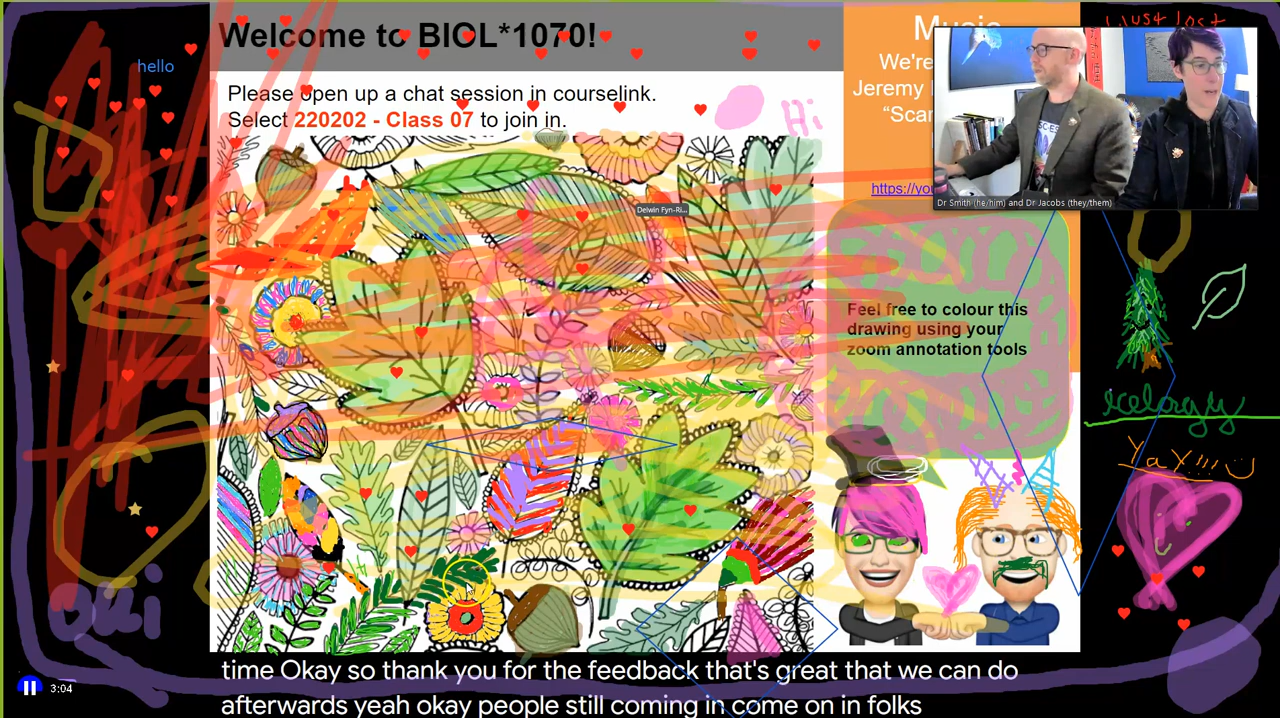 Welcome to BIOL*1070!
hello
Please open up a chat session in courselink.
Select 220202 - Class 07 to join in.
Hi
Music
We're
Jeremy
"Scar
https://yo
I just lost
Dr Smith (he/him) and Dr Jacobs (they/them)
Delwin Fyn-Ri...
Feel free to colour this
drawing using your
zoom annotation tools
Yay!!!! :)
time Okay so thank you for the feedback that's great that we can do
afterwards yeah okay people still coming in come on in folks
3:04